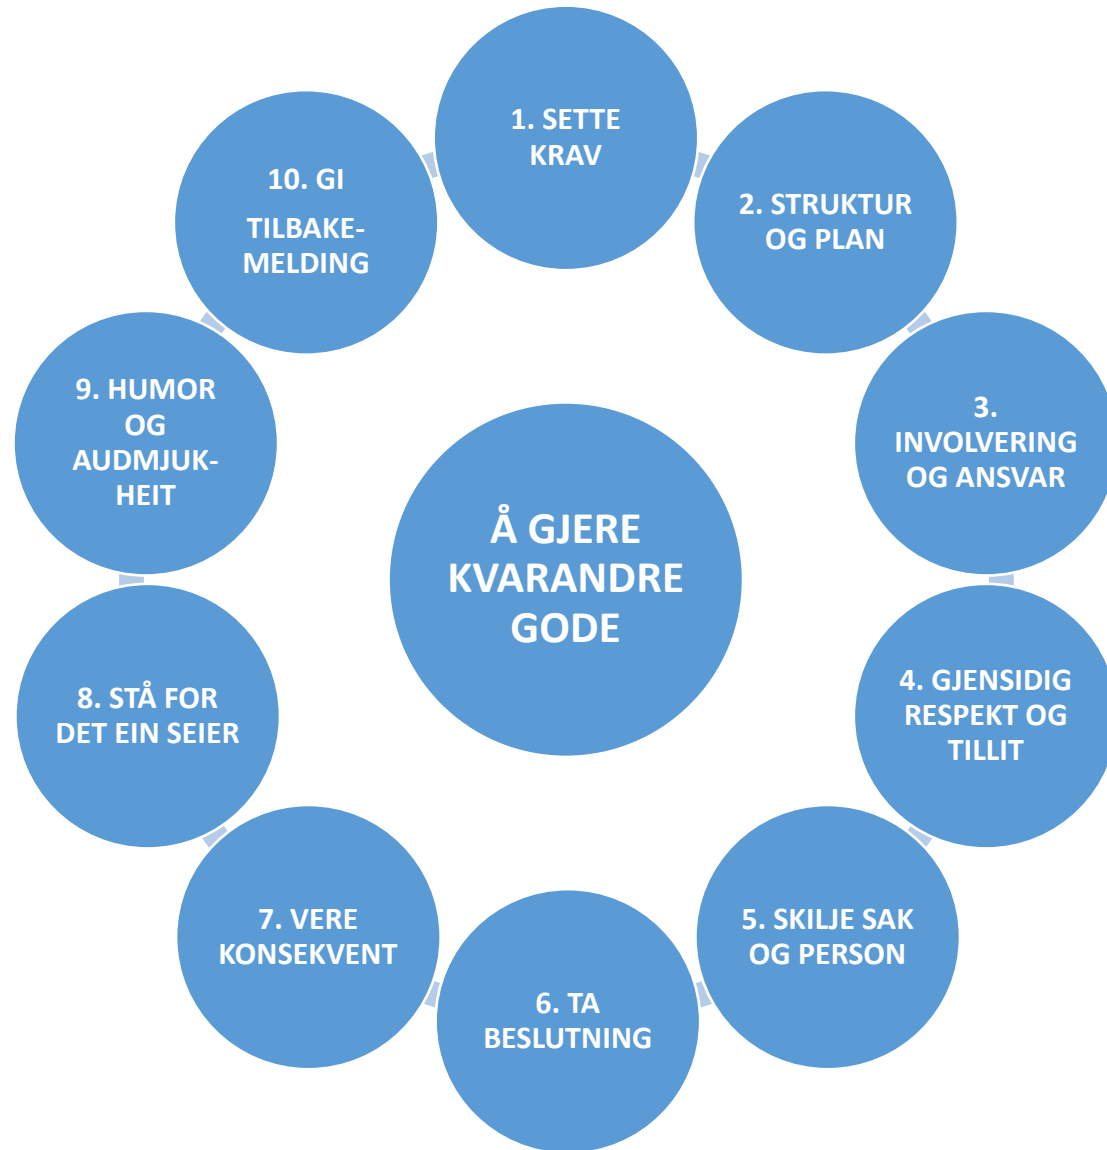 1. SETTE
KRAV
2. STRUKTUR
OG PLAN
3.
INVOLVERING
OG ANSVAR
4. GJENSIDIG
RESPEKT OG
TILLIT
5. SKILJE SAK
OG PERSON
6. TA
BESLUTNING
7. VERE
KONSEKVENT
8. STÅ FOR
DET EIN SEIER
9. HUMOR
OG
AUDMJUK-
HEIT
10. GI
TILBAKE-
MELDING
Å GJERE
KVARANDRE
GODE